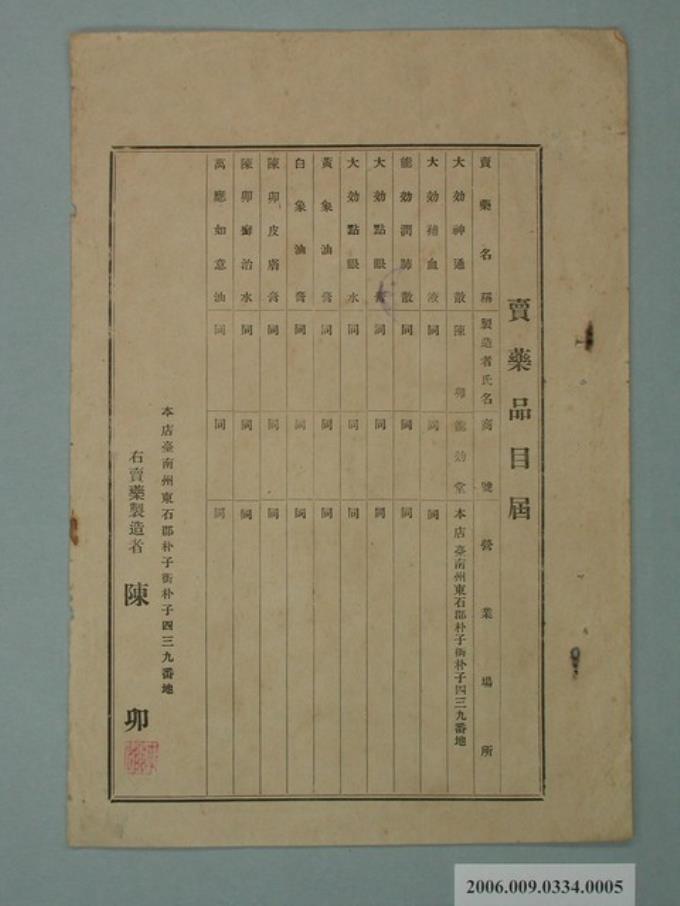 賣藥品目屆
賣藥名稱 製造者氏名 商號 營業場所
大効神通散 陳卯 龍効堂 本店臺南州東石郡朴子街朴子四三九番地
大効補血液 同 同 同
能効潤肺散 同 同 同
大効點眼膏 同 同 同
大効點眼水 同 同 同
黃象油膏 同 同 同
白象油膏 同 同 同
陳卯皮膚膏 同 同 同
陳卯癬治水 同 同 同
萬應如意油 同 同 同
本店臺南州東石郡朴子街朴子四三九番地
右賣藥製造者 陳卯
2006.009.0334.0005